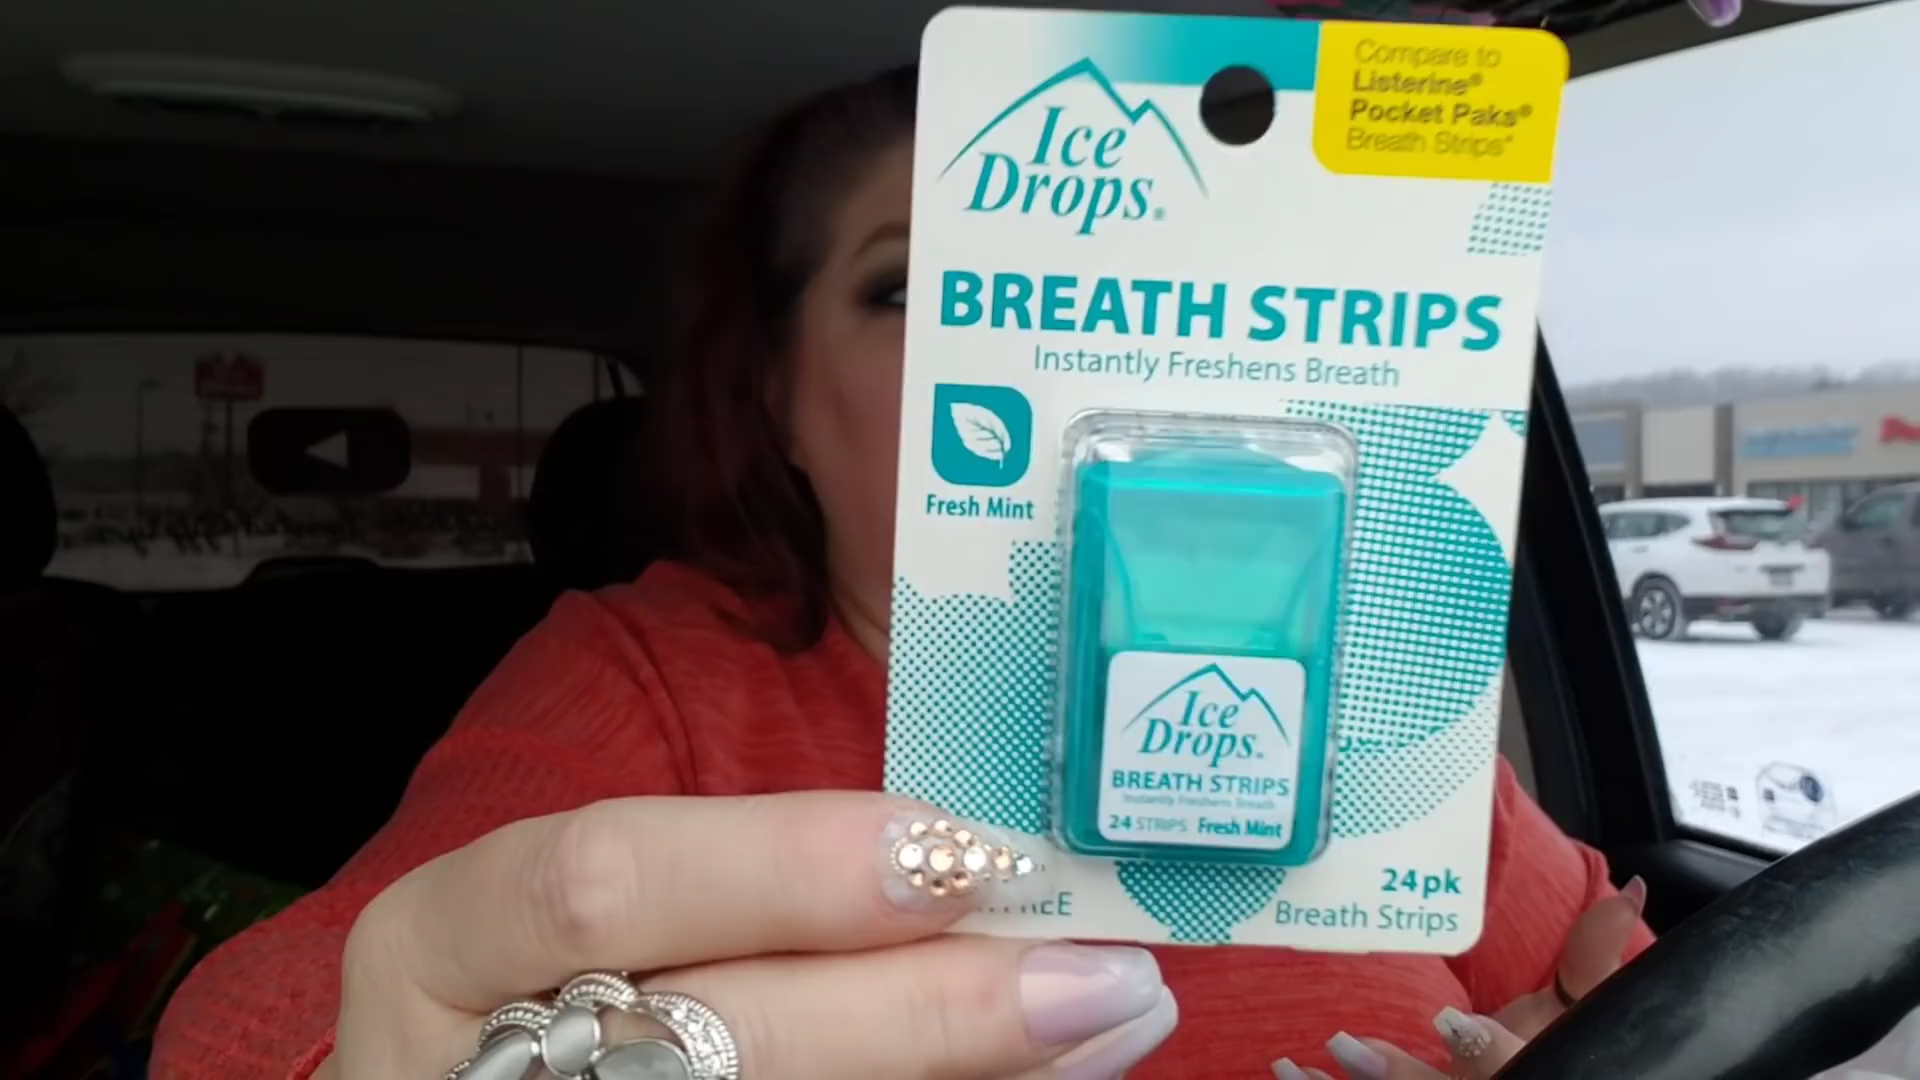 Compare to
Listerine®
Pocket Paks®
Breath Strips*
Ice
Drops®
BREATH STRIPS
Instantly Freshens Breath
Fresh Mint
Ice
Drops.
BREATH STRIPS
Instantly Freshens Breath
24 STRIPS Fresh Mint
24pk
Breath Strips